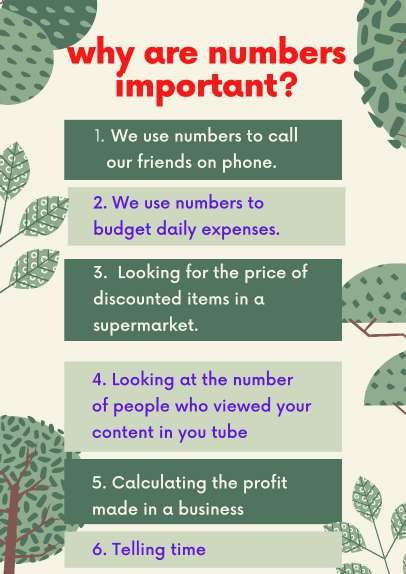 why are numbers
important?
1. We use numbers to call
our friends on phone.
2. We use numbers to
budget daily expenses.
3. Looking for the price of
discounted items in a
supermarket.
4. Looking at the number
of people who viewed your
content in you tube
5. Calculating the profit
made in a business
6. Telling time